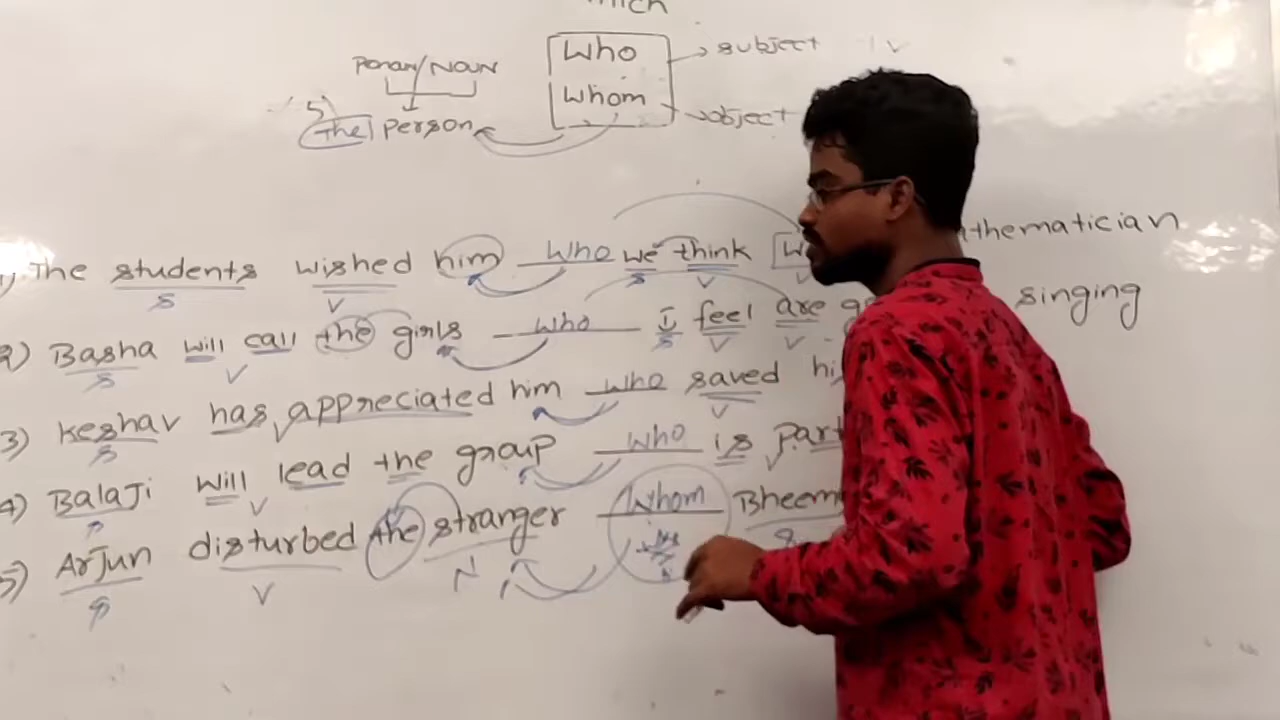 which
Who → subject
Pronoun/NOUN
Whom → object
5)
The person
1) The students wished him who we think mathematician
S V S V V
2) Basha will call the girls who I feel are singing
S V S V V
3) Keshav has appreciated him who saved
S V V
4) BalaJi will lead the group who is
S V V
5) ArJun disturbed the stranger whom Bheem
S V N S